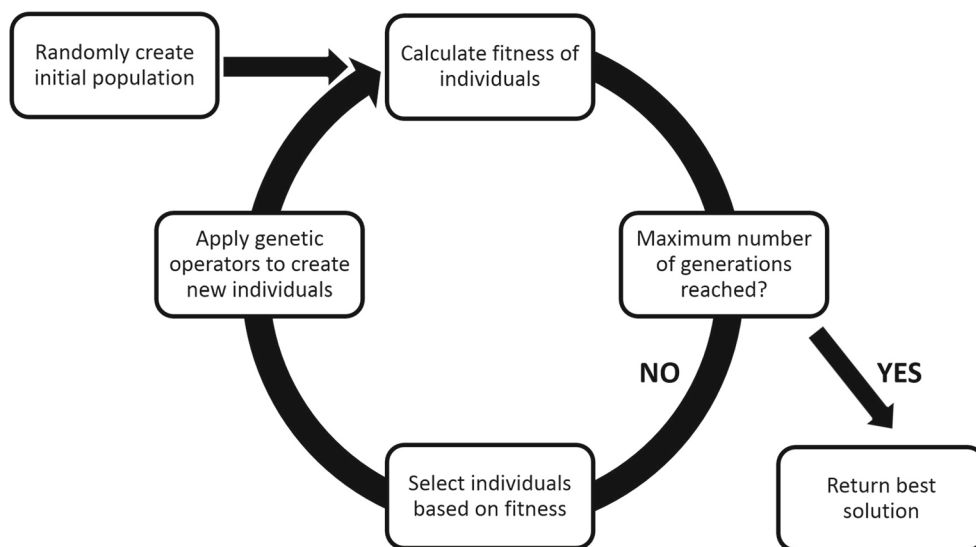 Randomly create
initial population
Calculate fitness of
individuals
Apply genetic
operators to create
new individuals
Maximum number
of generations
reached?
NO
YES
Select individuals
based on fitness
Return best
solution